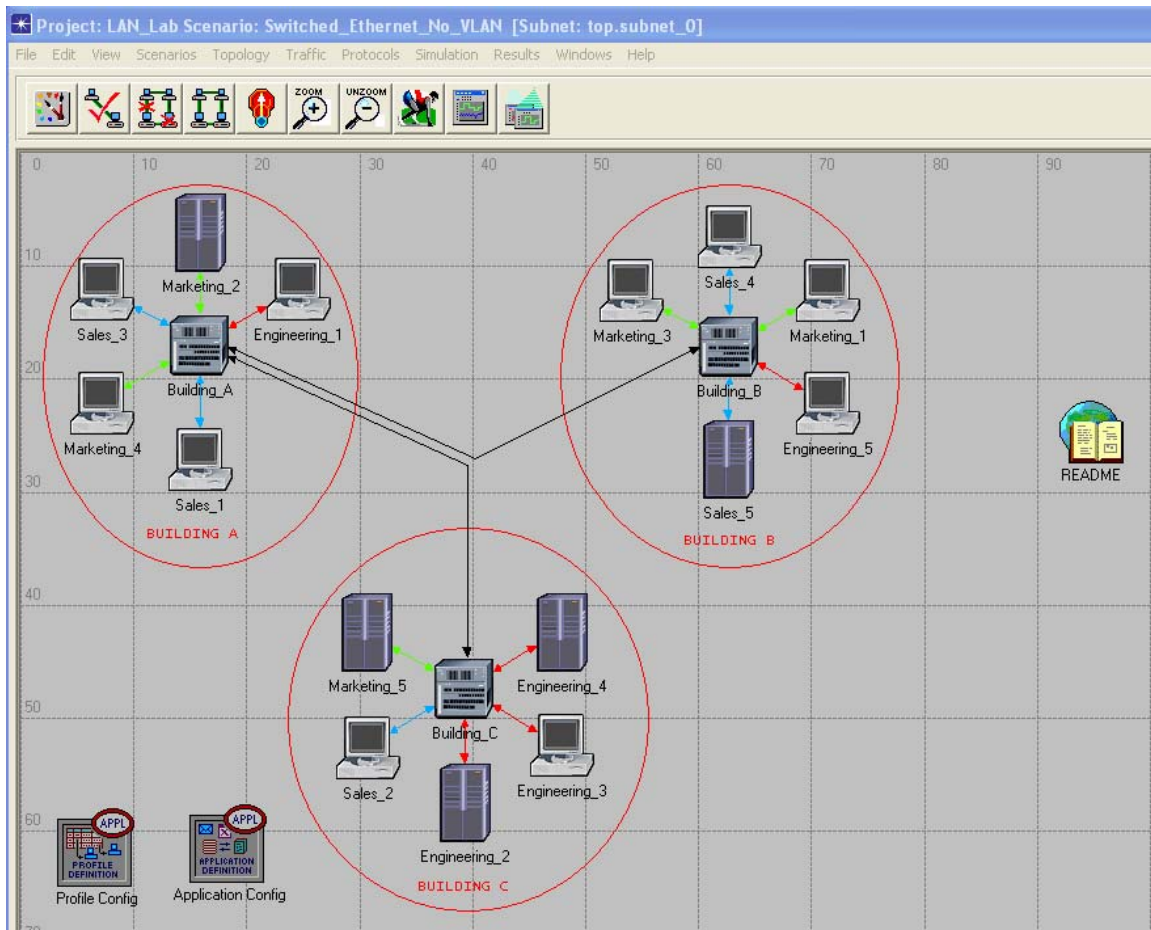 Project: LAN_Lab Scenario: Switched_Ethernet_No_VLAN [Subnet: top.subnet_0]
File Edit View Scenarios Topology Traffic Protocols Simulation Results Windows Help
ZOOM UNZOOM
0 10 20 30 40 50 60 70 80 90
10
Marketing_2
Sales_4
Sales_3
Engineering_1
Marketing_3
Marketing_1
20
Building_A
Building_B
Marketing_4
Engineering_5
README
30
Sales_1
Sales_5
BUILDING A
BUILDING B
40
Marketing_5
Engineering_4
50
Building_C
Sales_2
Engineering_3
60
APPL
PROFILE
DEFINITION
Profile Config
APPL
APPLICATION
DEFINITION
Application Config
Engineering_2
BUILDING C
70